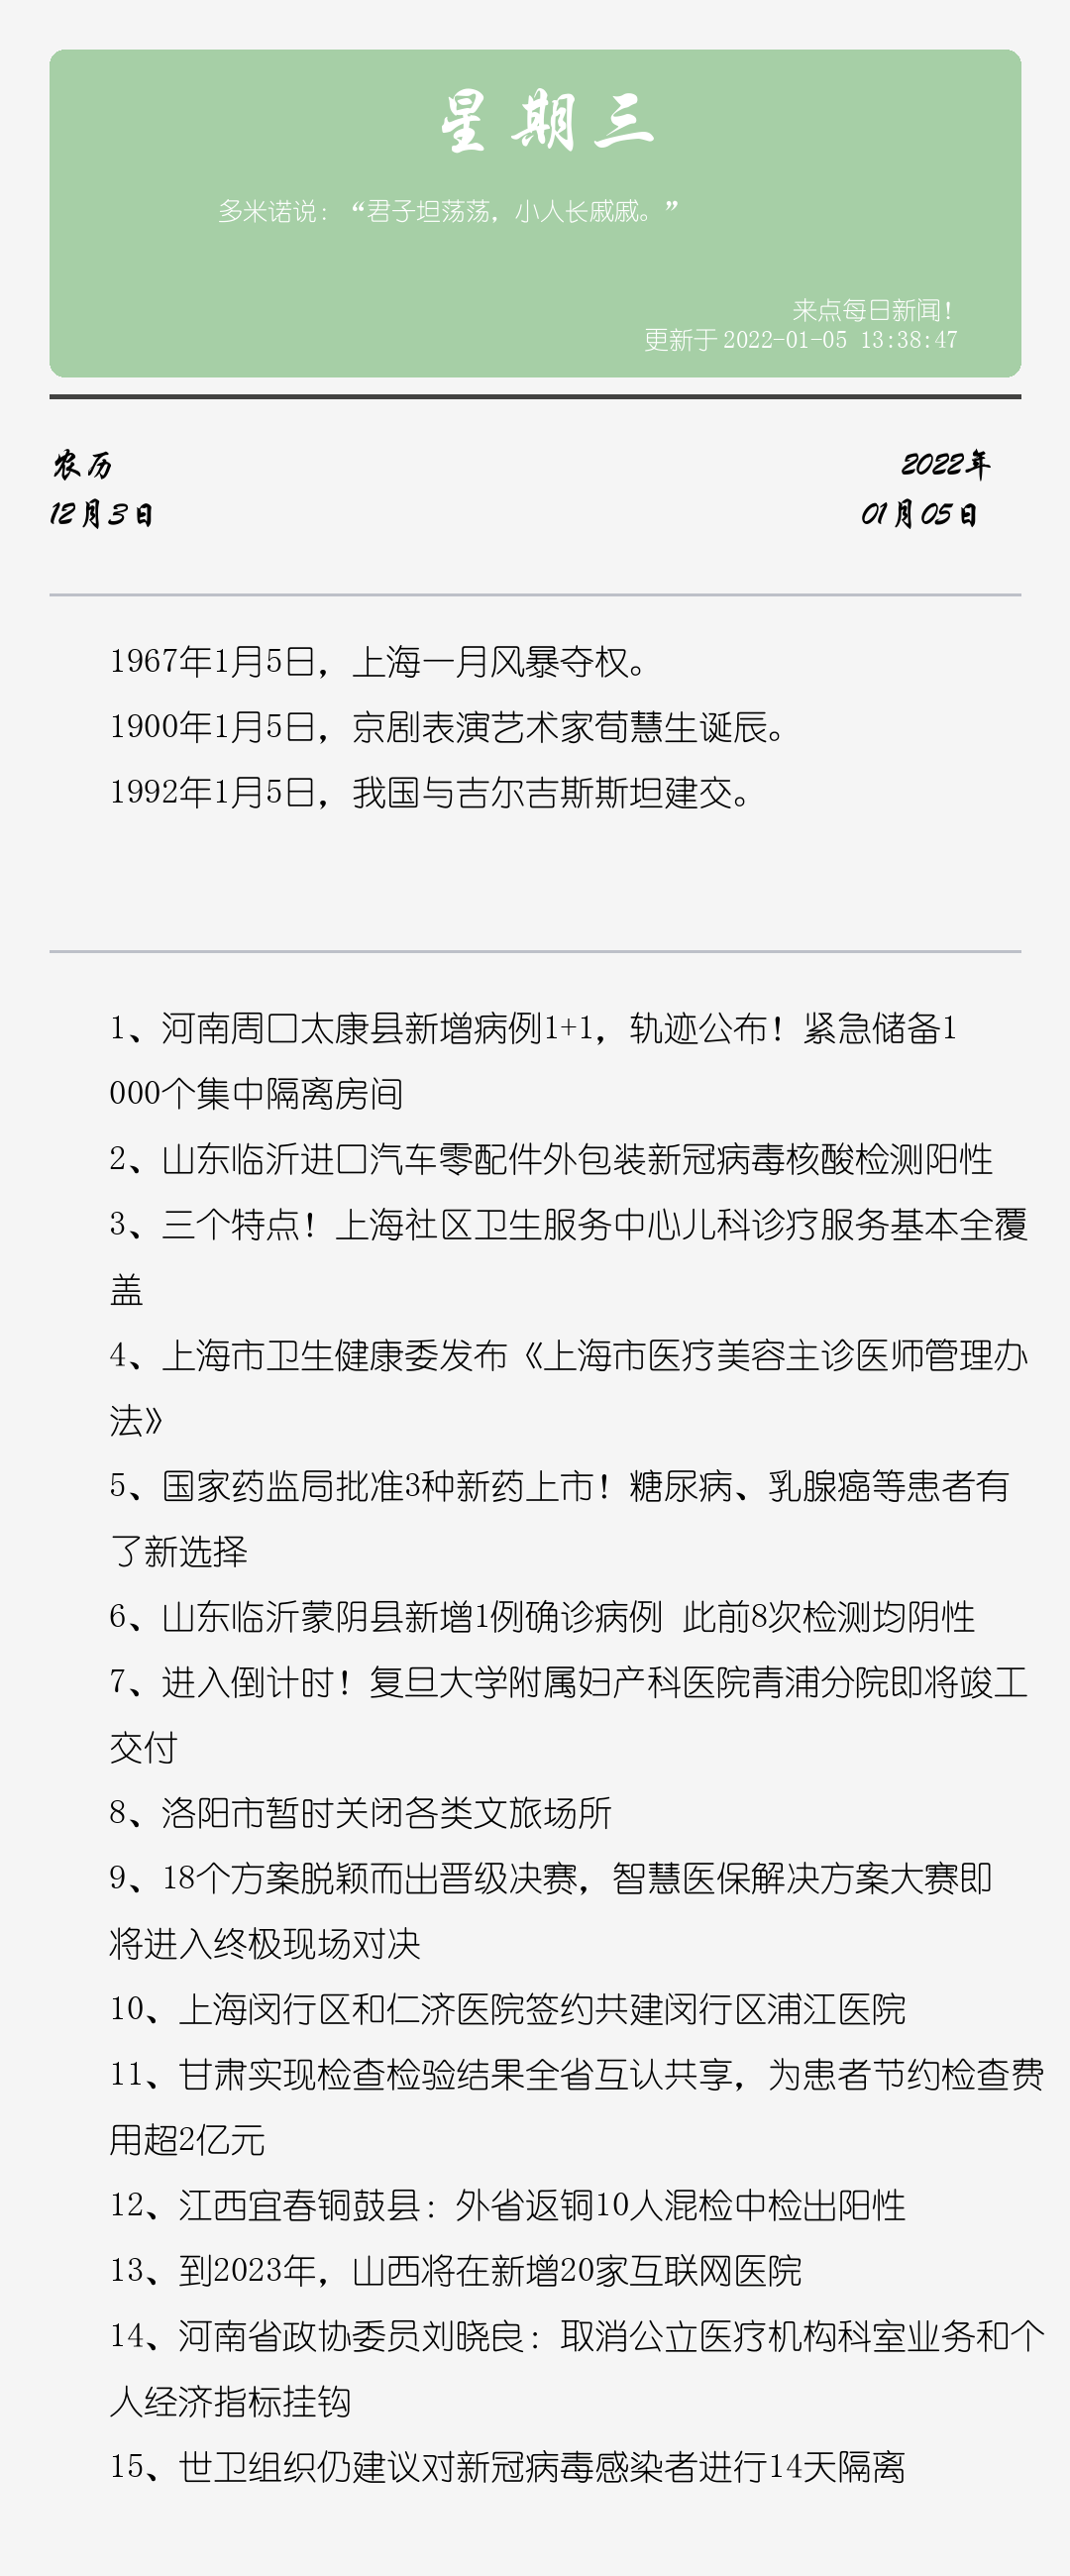 星期三
多米诺说：“君子坦荡荡，小人长戚戚。”
来点每日新闻！
更新于2022-01-05 13:38:47
农历
12月3日
2022年
01月05日
1967年1月5日，上海一月风暴夺权。
1900年1月5日，京剧表演艺术家荀慧生诞辰。
1992年1月5日，我国与吉尔吉斯斯坦建交。
1、河南周口太康县新增病例1+1，轨迹公布！紧急储备1
000个集中隔离房间
2、山东临沂进口汽车零配件外包装新冠病毒核酸检测阳性
3、三个特点！上海社区卫生服务中心儿科诊疗服务基本全覆
盖
4、上海市卫生健康委发布《上海市医疗美容主诊医师管理办
法》
5、国家药监局批准3种新药上市！糖尿病、乳腺癌等患者有
了新选择
6、山东临沂蒙阴县新增1例确诊病例 此前8次检测均阴性
7、进入倒计时！复旦大学附属妇产科医院青浦分院即将竣工
交付
8、洛阳市暂时关闭各类文旅场所
9、18个方案脱颖而出晋级决赛，智慧医保解决方案大赛即
将进入终极现场对决
10、上海闵行区和仁济医院签约共建闵行区浦江医院
11、甘肃实现检查检验结果全省互认共享，为患者节约检查费
用超2亿元
12、江西宜春铜鼓县：外省返铜10人混检中检出阳性
13、到2023年，山西将在新增20家互联网医院
14、河南省政协委员刘晓良：取消公立医疗机构科室业务和个
人经济指标挂钩
15、世卫组织仍建议对新冠病毒感染者进行14天隔离